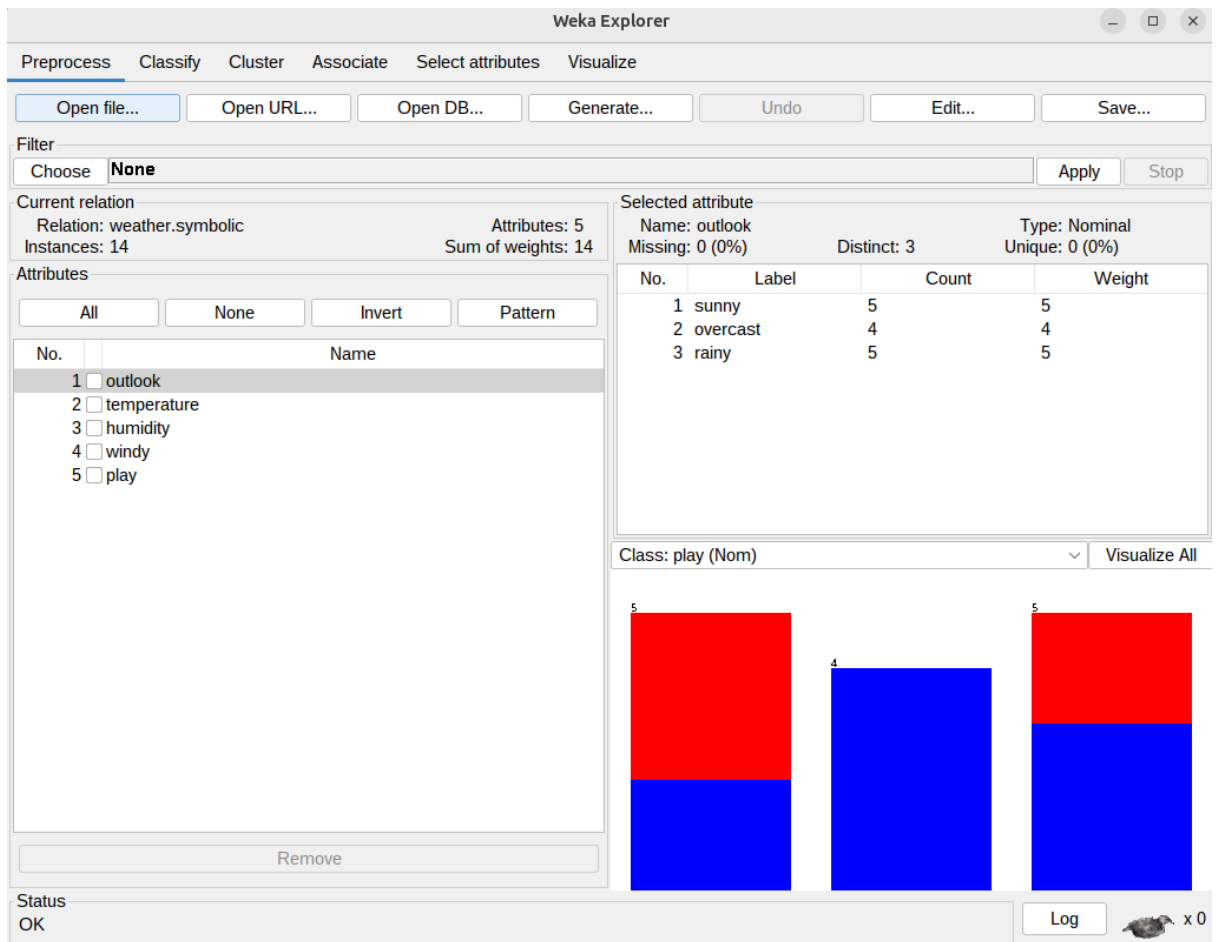 Weka Explorer
Preprocess Classify Cluster Associate Select attributes Visualize
Open file... Open URL... Open DB... Generate... Undo Edit... Save...
Filter
Choose None Apply Stop
Current relation
Relation: weather.symbolic Attributes: 5
Instances: 14 Sum of weights: 14
Attributes
All None Invert Pattern
No. Name
1 outlook
2 temperature
3 humidity
4 windy
5 play
Remove
Selected attribute
Name: outlook Type: Nominal
Missing: 0 (0%) Distinct: 3 Unique: 0 (0%)
No. Label Count Weight
1 sunny 5 5
2 overcast 4 4
3 rainy 5 5
Class: play (Nom) Visualize All
5 4 5
Status
OK
Log x 0